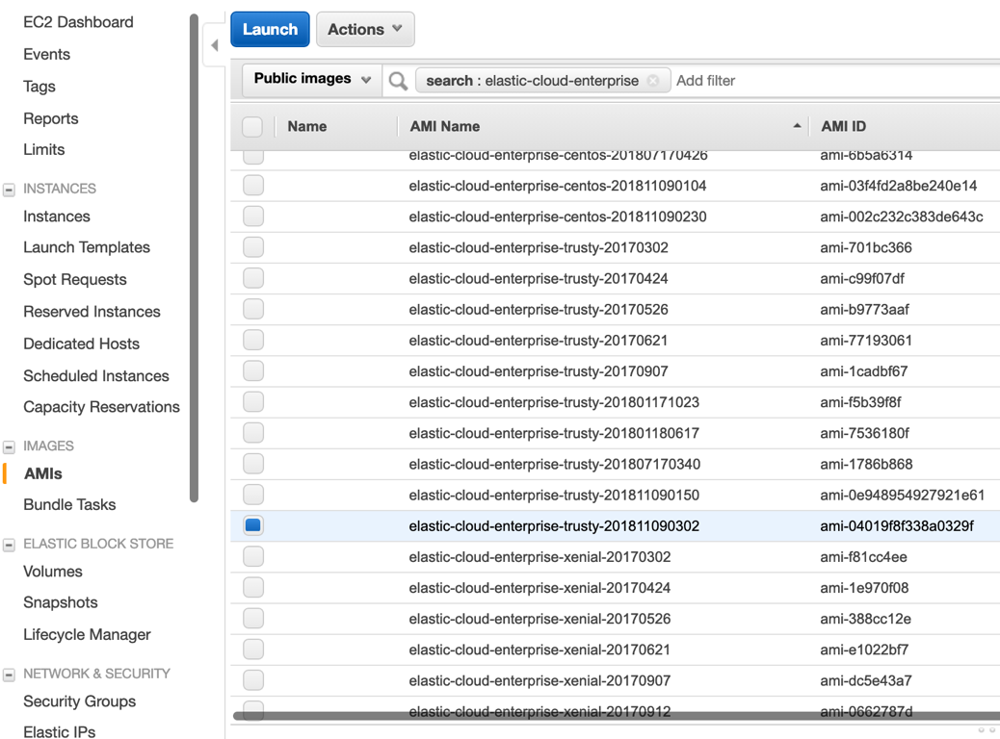 EC2 Dashboard
Events
Tags
Reports
Limits
INSTANCES
Instances
Launch Templates
Spot Requests
Reserved Instances
Dedicated Hosts
Scheduled Instances
Capacity Reservations
IMAGES
AMIs
Bundle Tasks
ELASTIC BLOCK STORE
Volumes
Snapshots
Lifecycle Manager
NETWORK & SECURITY
Security Groups
Elastic IPs
Launch Actions
Public images search : elastic-cloud-enterprise Add filter
Name AMI Name AMI ID
elastic-cloud-enterprise-centos-201807170426 ami-6b5a6314
elastic-cloud-enterprise-centos-201811090104 ami-03f4fd2a8be240e14
elastic-cloud-enterprise-centos-201811090230 ami-002c232c383de643c
elastic-cloud-enterprise-trusty-20170302 ami-701bc366
elastic-cloud-enterprise-trusty-20170424 ami-c99f07df
elastic-cloud-enterprise-trusty-20170526 ami-b9773aaf
elastic-cloud-enterprise-trusty-20170621 ami-77193061
elastic-cloud-enterprise-trusty-20170907 ami-1cadbf67
elastic-cloud-enterprise-trusty-201801171023 ami-f5b39f8f
elastic-cloud-enterprise-trusty-201801180617 ami-7536180f
elastic-cloud-enterprise-trusty-201807170340 ami-1786b868
elastic-cloud-enterprise-trusty-201811090150 ami-0e948954927921e61
elastic-cloud-enterprise-trusty-201811090302 ami-04019f8f338a0329f
elastic-cloud-enterprise-xenial-20170302 ami-f81cc4ee
elastic-cloud-enterprise-xenial-20170424 ami-1e970f08
elastic-cloud-enterprise-xenial-20170526 ami-388cc12e
elastic-cloud-enterprise-xenial-20170621 ami-e1022bf7
elastic-cloud-enterprise-xenial-20170907 ami-dc5e43a7
elastic-cloud-enterprise-xenial-20170912 ami-0662787d